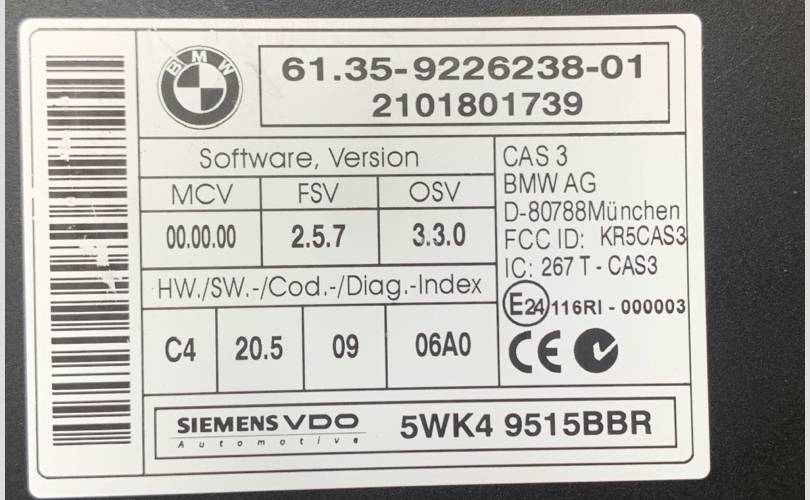 BMW
61.35-9226238-01
2101801739
Software, Version
MCV FSV OSV
00.00.00 2.5.7 3.3.0
HW./SW.-/Cod.-/Diag.-Index
C4 20.5 09 06A0
CAS 3
BMW AG
D-80788München
FCC ID: KR5CAS3
IC: 267 T - CAS3
E24 116RI - 000003
CE
SIEMENS VDO
Automotive
5WK4 9515BBR